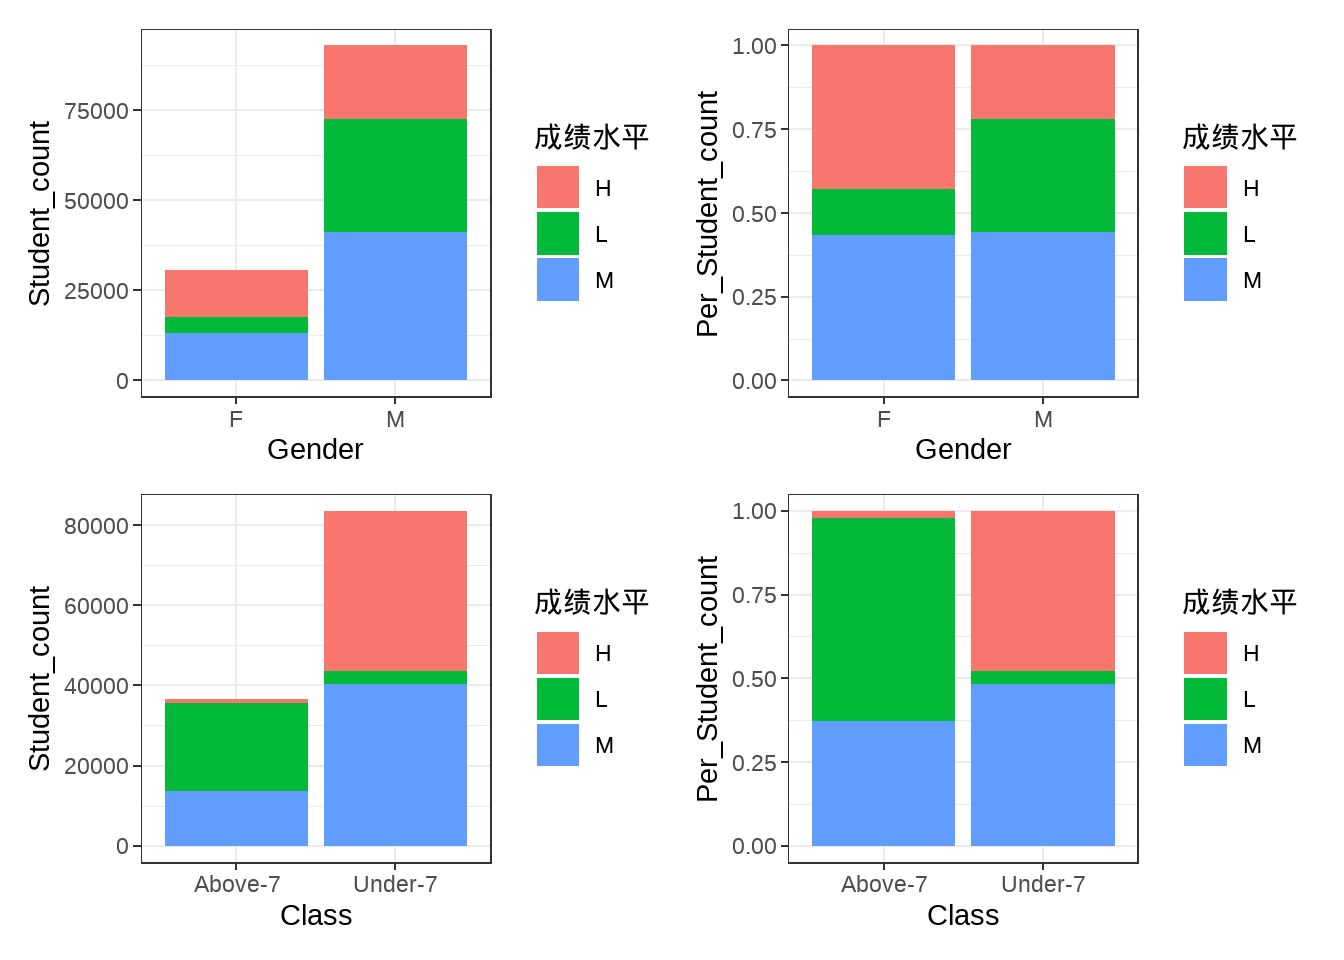 Student_count
75000
50000
25000
0
F
M
Gender
成绩水平
H
L
M
Per_Student_count
1.00
0.75
0.50
0.25
0.00
F
M
Gender
成绩水平
H
L
M
Student_count
80000
60000
40000
20000
0
Above-7
Under-7
Class
成绩水平
H
L
M
Per_Student_count
1.00
0.75
0.50
0.25
0.00
Above-7
Under-7
Class
成绩水平
H
L
M